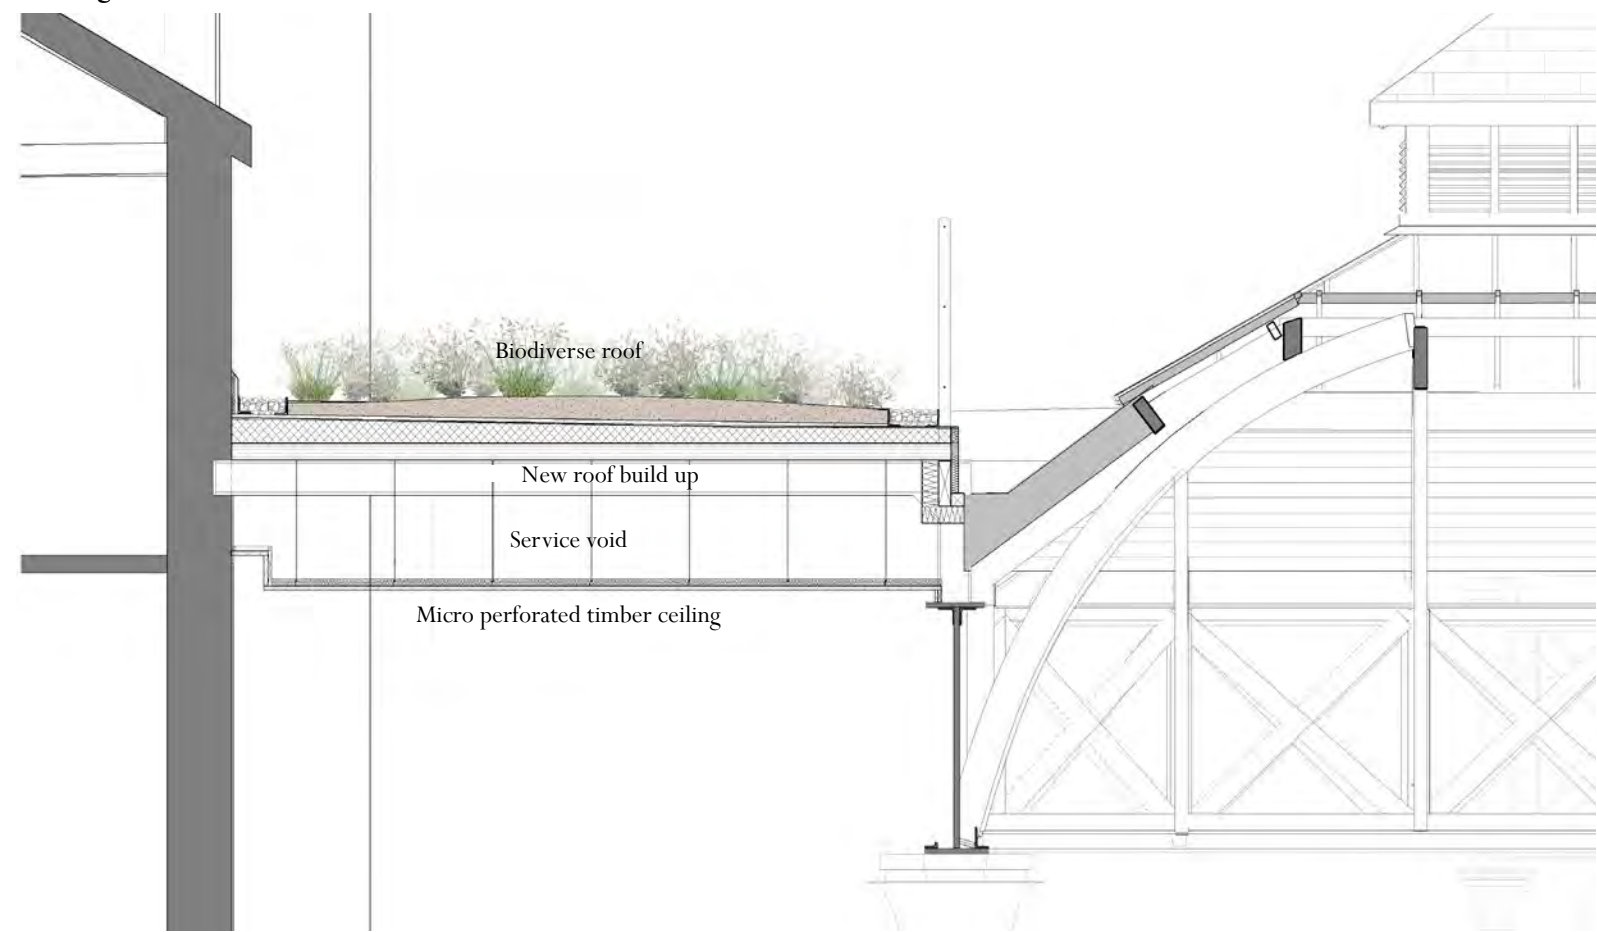 Biodiverse roof
New roof build up
Service void
Micro perforated timber ceiling